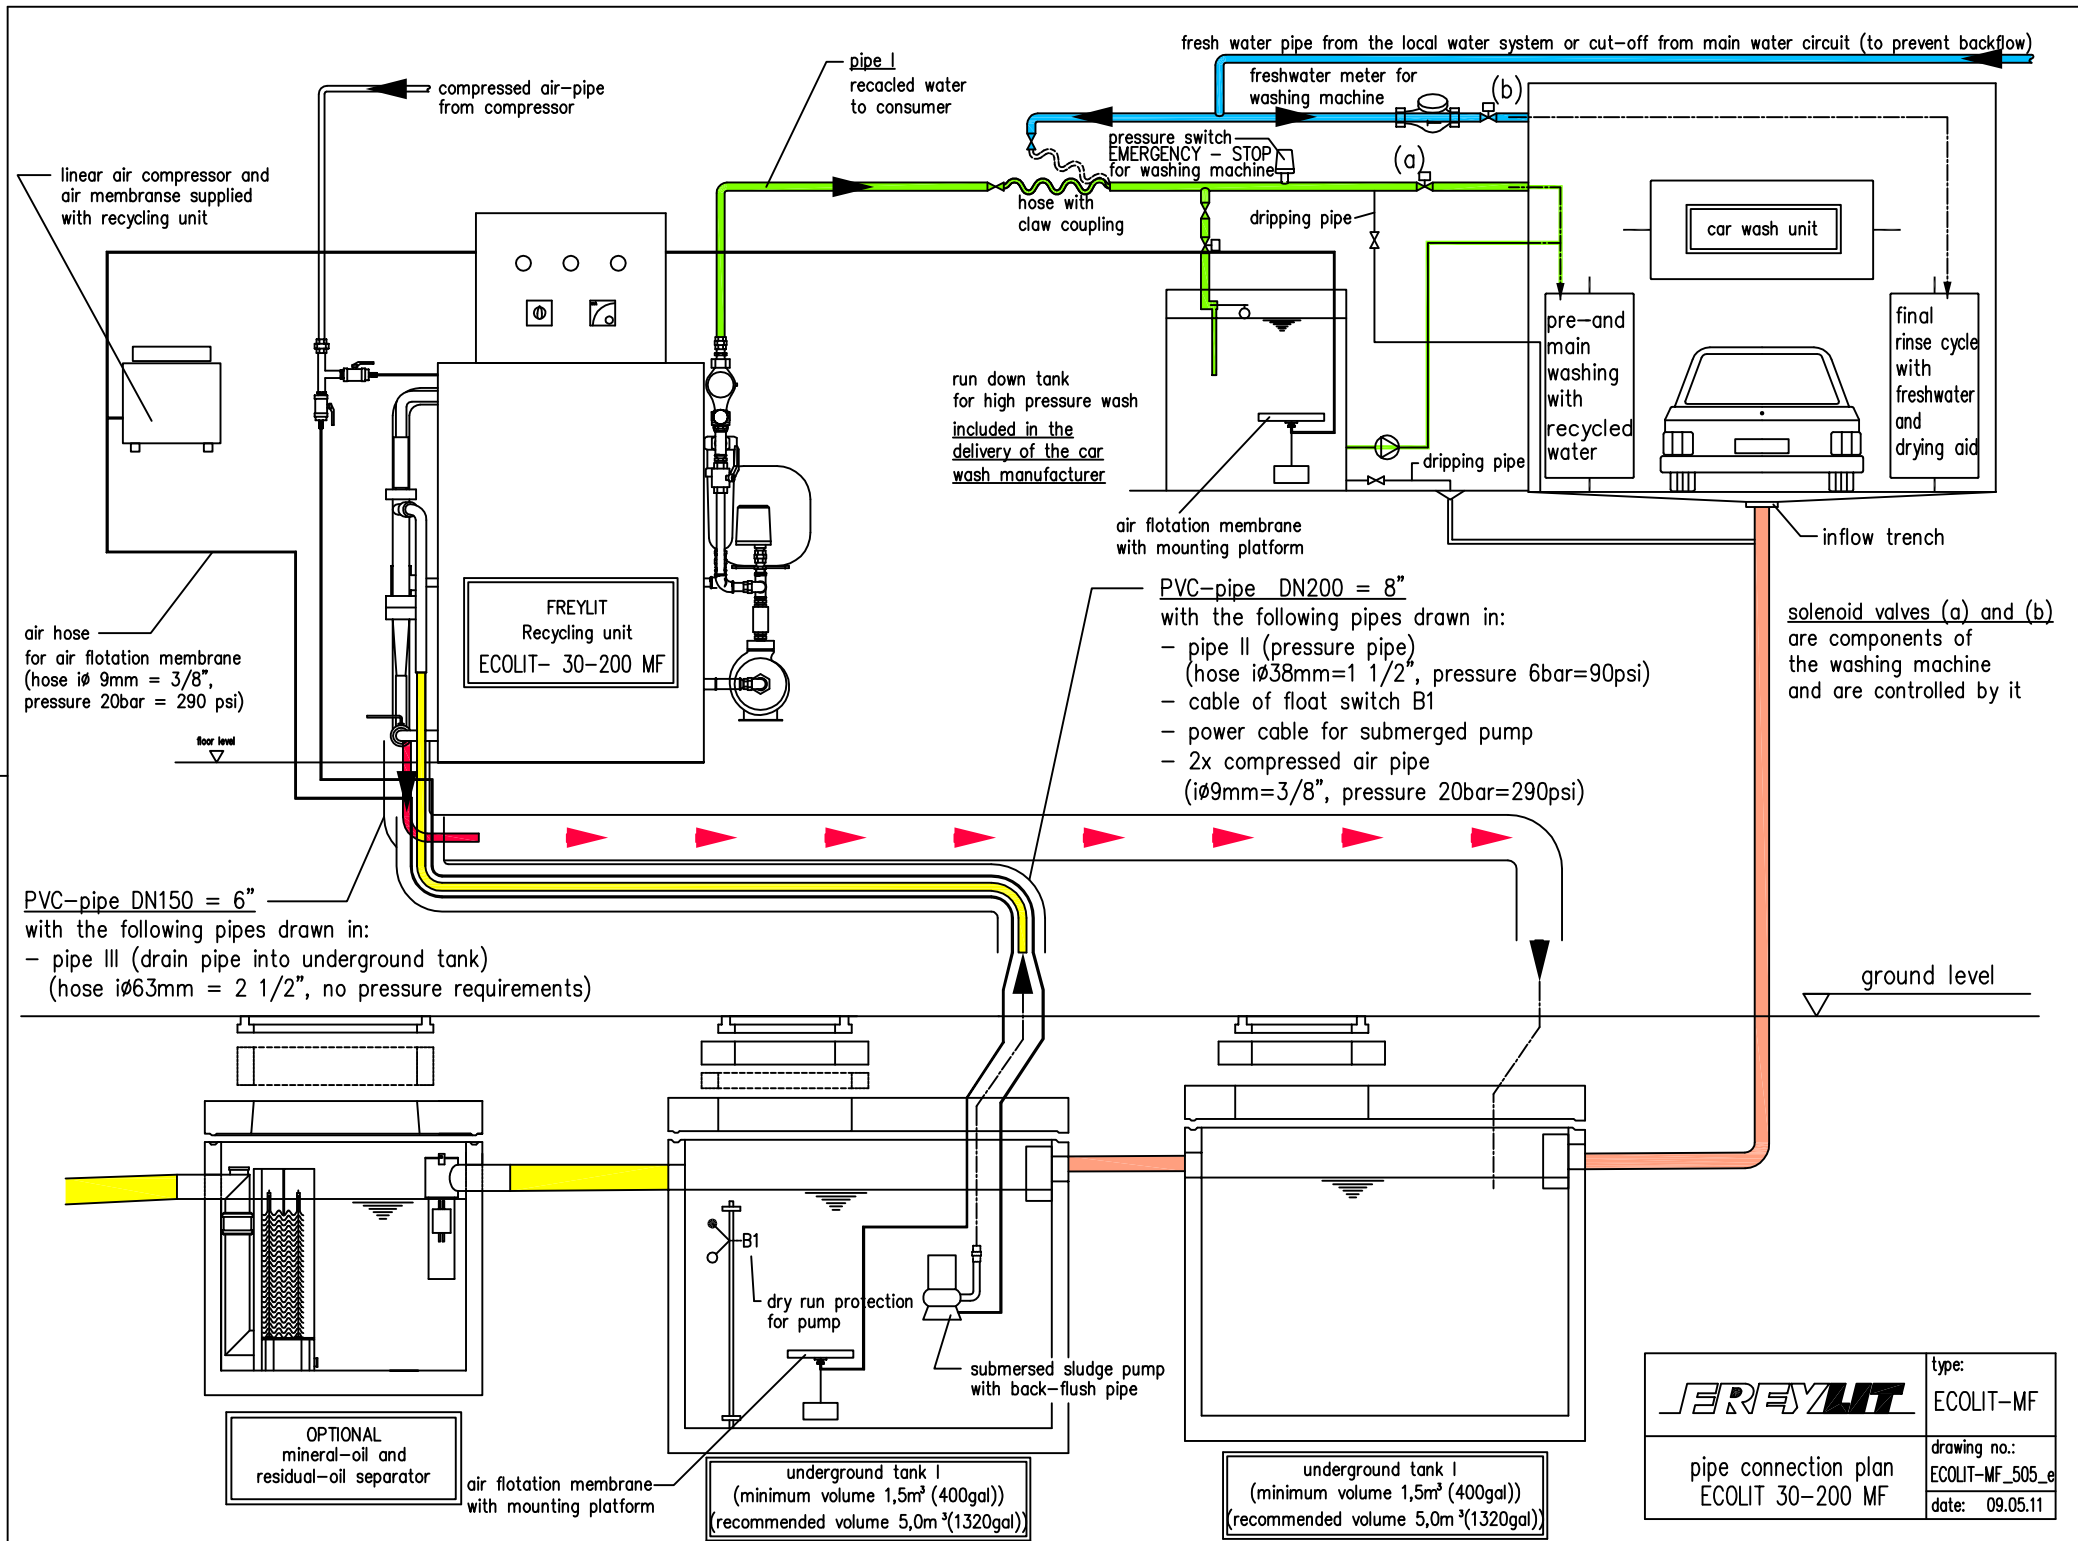 fresh water pipe from the local water system or cut-off from main water circuit (to prevent backflow)
pipe I
recacled water
to consumer
compressed air-pipe
from compressor
freshwater meter for
washing machine
(b)
pressure switch
EMERGENCY - STOP
for washing machine
(a)
linear air compressor and
air membranse supplied
with recycling unit
hose with
claw coupling
dripping pipe
car wash unit
pre-and
main
washing
with
recycled
water
final
rinse cycle
with
freshwater
and
drying aid
run down tank
for high pressure wash
included in the
delivery of the car
wash manufacturer
dripping pipe
air flotation membrane
with mounting platform
inflow trench
FREYLIT
Recycling unit
ECOLIT- 30-200 MF
PVC-pipe DN200 = 8"
with the following pipes drawn in:
- pipe II (pressure pipe)
(hose iø38mm=1 1/2", pressure 6bar=90psi)
- cable of float switch B1
- power cable for submerged pump
- 2x compressed air pipe
(iø9mm=3/8", pressure 20bar=290psi)
solenoid valves (a) and (b)
are components of
the washing machine
and are controlled by it
air hose
for air flotation membrane
(hose iø 9mm = 3/8",
pressure 20bar = 290 psi)
floor level
PVC-pipe DN150 = 6"
with the following pipes drawn in:
- pipe III (drain pipe into underground tank)
(hose iø63mm = 2 1/2", no pressure requirements)
ground level
B1
dry run protection
for pump
submersed sludge pump
with back-flush pipe
OPTIONAL
mineral-oil and
residual-oil separator
air flotation membrane
with mounting platform
underground tank I
(minimum volume 1,5m³ (400gal))
(recommended volume 5,0m³(1320gal))
underground tank I
(minimum volume 1,5m³ (400gal))
(recommended volume 5,0m³(1320gal))
FREYLIT
type:
ECOLIT-MF
pipe connection plan
ECOLIT 30-200 MF
drawing no.:
ECOLIT-MF_505_e
date: 09.05.11